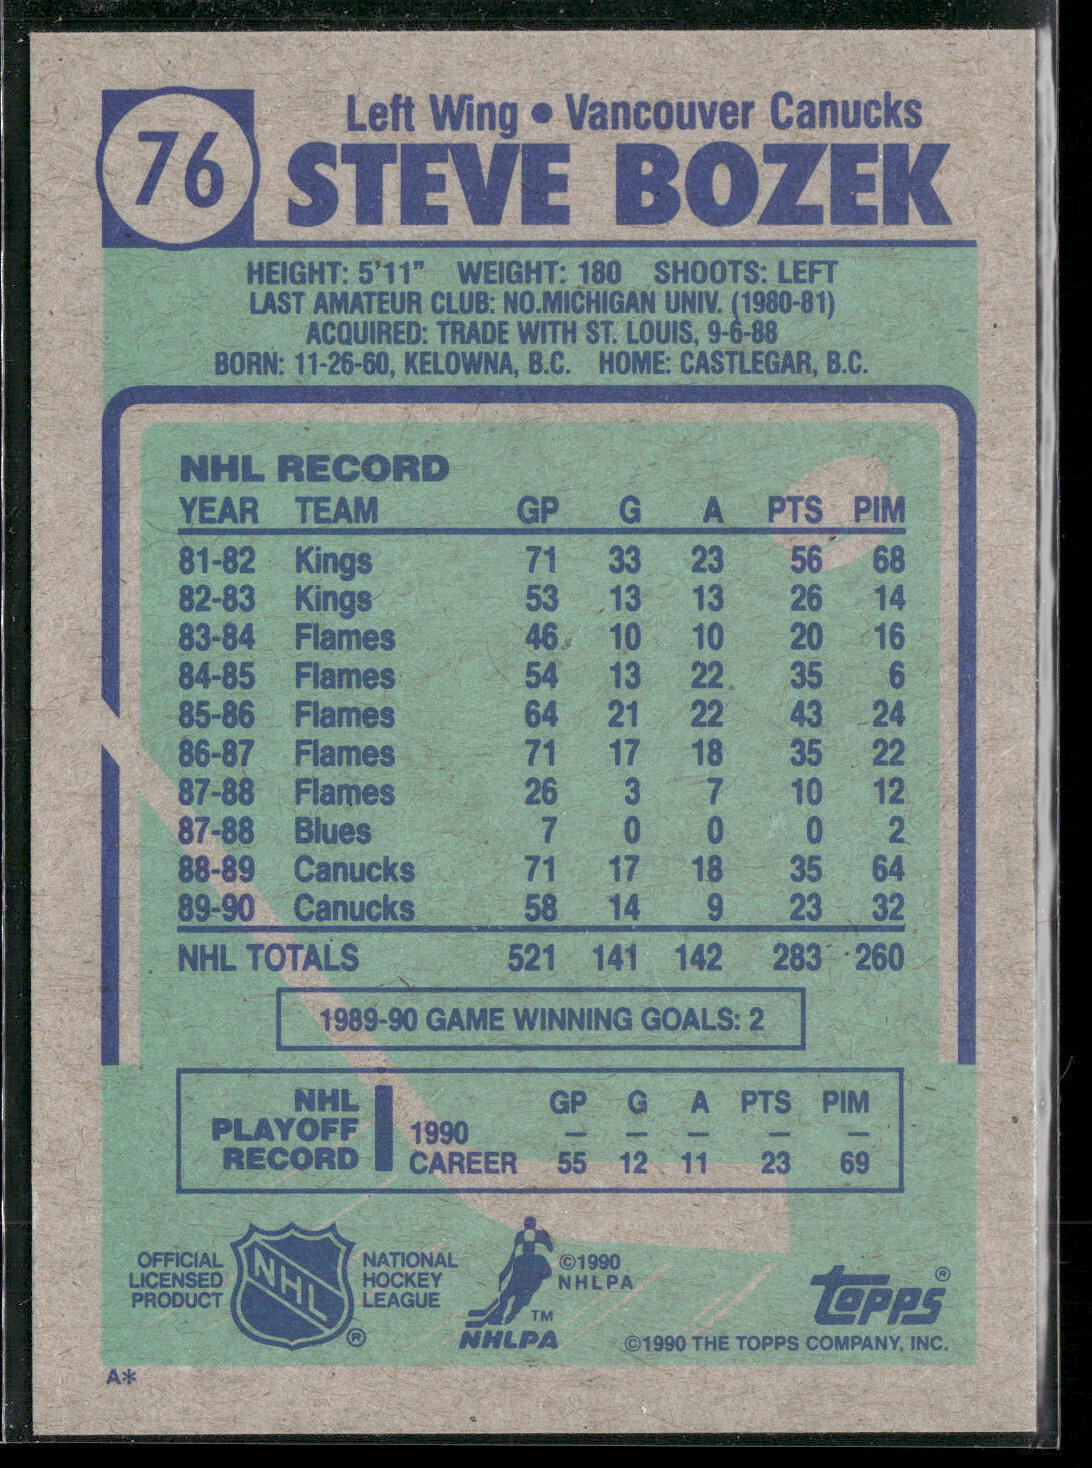 76
Left Wing • Vancouver Canucks
STEVE BOZEK
HEIGHT: 5'11" WEIGHT: 180 SHOOTS: LEFT
LAST AMATEUR CLUB: NO.MICHIGAN UNIV. (1980-81)
ACQUIRED: TRADE WITH ST. LOUIS, 9-6-88
BORN: 11-26-60, KELOWNA, B.C. HOME: CASTLEGAR, B.C.
NHL RECORD
YEAR TEAM GP G A PTS PIM
81-82 Kings 71 33 23 56 68
82-83 Kings 53 13 13 26 14
83-84 Flames 46 10 10 20 16
84-85 Flames 54 13 22 35 6
85-86 Flames 64 21 22 43 24
86-87 Flames 71 17 18 35 22
87-88 Flames 26 3 7 10 12
87-88 Blues 7 0 0 0 2
88-89 Canucks 71 17 18 35 64
89-90 Canucks 58 14 9 23 32
NHL TOTALS 521 141 142 283 260
1989-90 GAME WINNING GOALS: 2
NHL PLAYOFF RECORD
GP G A PTS PIM
1990 — — — — —
CAREER 55 12 11 23 69
OFFICIAL LICENSED PRODUCT
NHL
®
NATIONAL HOCKEY LEAGUE
©1990 NHLPA
TM
NHLPA
Topps®
©1990 THE TOPPS COMPANY, INC.
A*